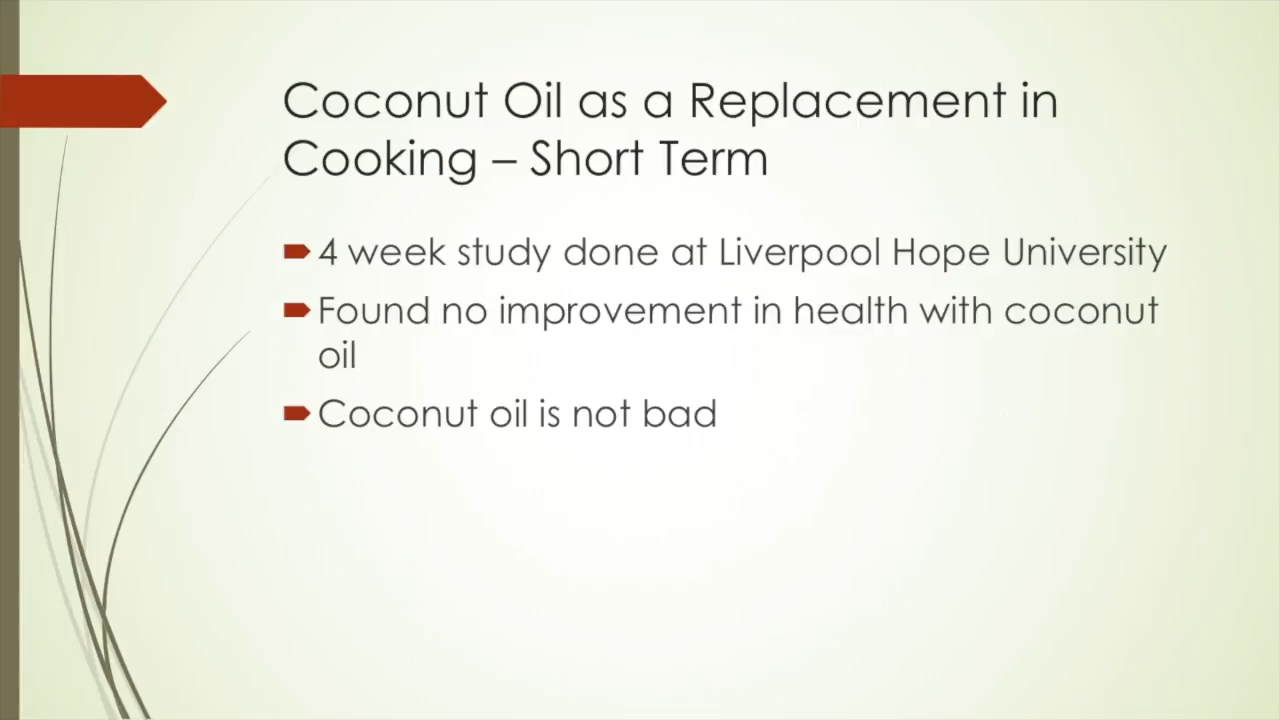 Coconut Oil as a Replacement in
Cooking – Short Term
4 week study done at Liverpool Hope University
Found no improvement in health with coconut
oil
Coconut oil is not bad